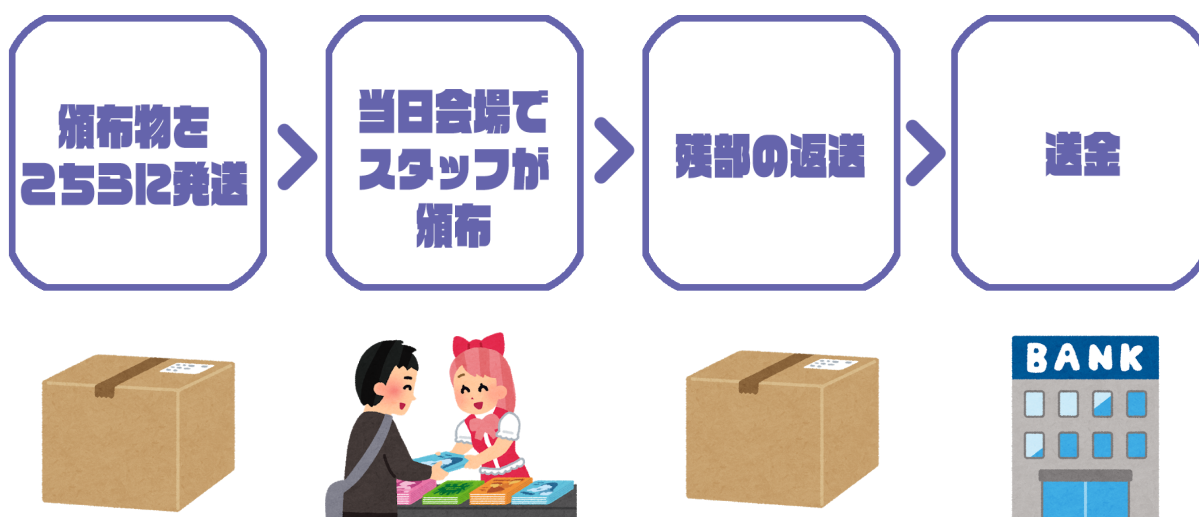 頒布物を
こちらに発送
当日会場で
スタッフが
頒布
残部の返送
送金
BANK